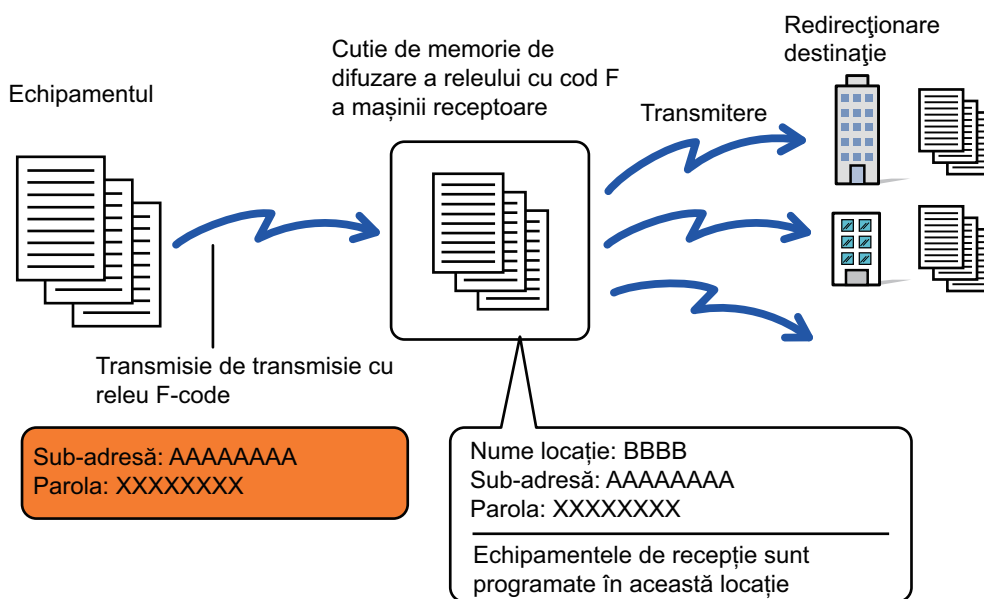 Echipamentul
Cutie de memorie de
difuzare a releului cu cod F
a mașinii receptoare
Transmitere
Redirecţionare
destinaţie
Transmisie de transmisie cu
releu F-code
Sub-adresă: AAAAAAAA
Parola: XXXXXXXX
Nume locație: BBBB
Sub-adresă: AAAAAAAA
Parola: XXXXXXXX
Echipamentele de recepție sunt
programate în această locație